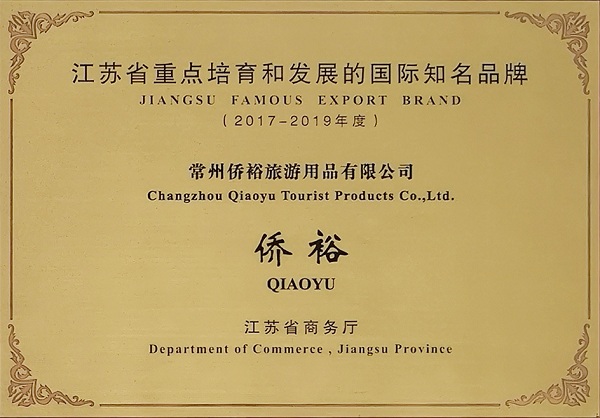 江苏省重点培育和发展的国际知名品牌
JIANGSU FAMOUS EXPORT BRAND
(2017-2019年度)
常州侨裕旅游用品有限公司
Changzhou Qiaoyu Tourist Products Co.,Ltd.
侨裕
QIAOYU
江苏省商务厅
Department of Commerce , Jiangsu Province